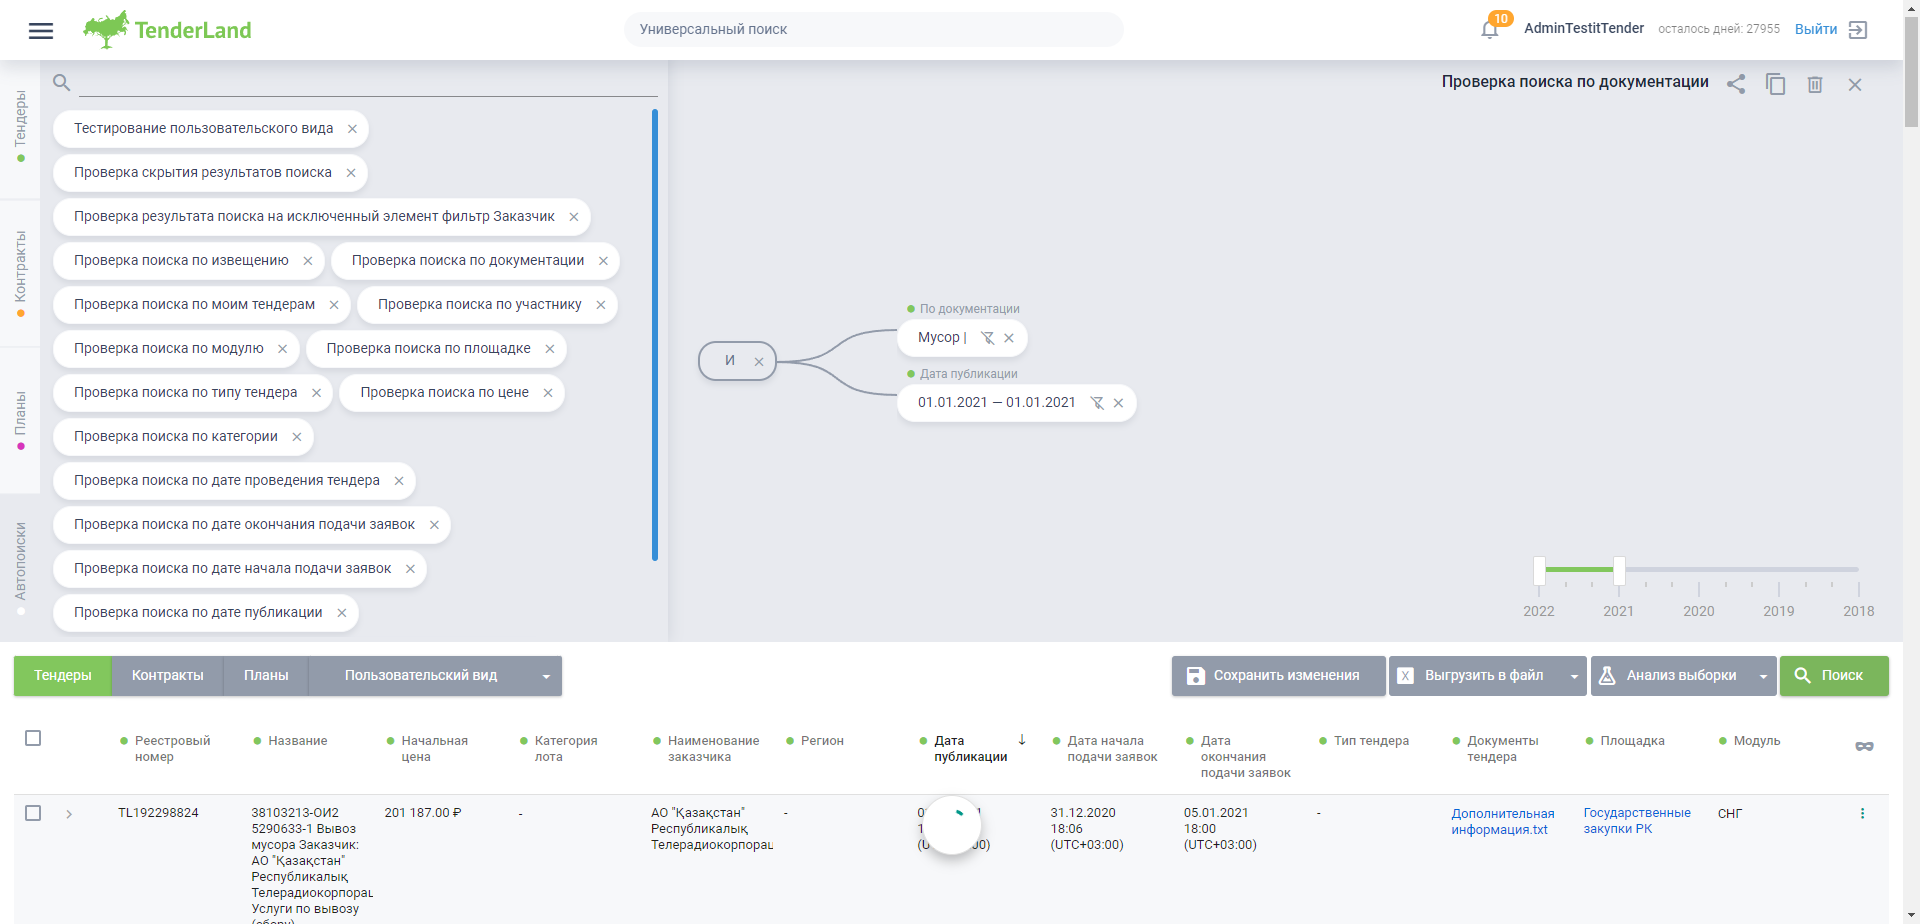 TenderLand
Универсальный поиск
10
AdminTestitTender
осталось дней: 27955
Выйти
Тендеры
Контракты
Планы
Автопоиски
Тестирование пользовательского вида
Проверка скрытия результатов поиска
Проверка результата поиска на исключенный элемент фильтр Заказчик
Проверка поиска по извещению
Проверка поиска по документации
Проверка поиска по моим тендерам
Проверка поиска по участнику
Проверка поиска по модулю
Проверка поиска по площадке
Проверка поиска по типу тендера
Проверка поиска по цене
Проверка поиска по категории
Проверка поиска по дате проведения тендера
Проверка поиска по дате окончания подачи заявок
Проверка поиска по дате начала подачи заявок
Проверка поиска по дате публикации
Проверка поиска по документации
И
По документации
Мусор |
Дата публикации
01.01.2021 — 01.01.2021
2022 2021 2020 2019 2018
Тендеры
Контракты
Планы
Пользовательский вид
Сохранить изменения
X Выгрузить в файл
Анализ выборки
Поиск
Реестровый
номер
Название
Начальная
цена
Категория
лота
Наименование
заказчика
Регион
Дата
публикации
Дата начала
подачи заявок
Дата
окончания
подачи заявок
Тип тендера
Документы
тендера
Площадка
Модуль
TL192298824
38103213-ОИ2
5290633-1 Вывоз
мусора Заказчик:
АО "Қазақстан"
Республикалық
Телерадиокорпорац
Услуги по вывозу
201 187.00 ₽
-
АО "Қазақстан"
Республикалық
Телерадиокорпорац
-
31.12.2020
18:06
(UTC+03:00)
05.01.2021
18:00
(UTC+03:00)
-
Дополнительная
информация.txt
Государственные
закупки РК
СНГ